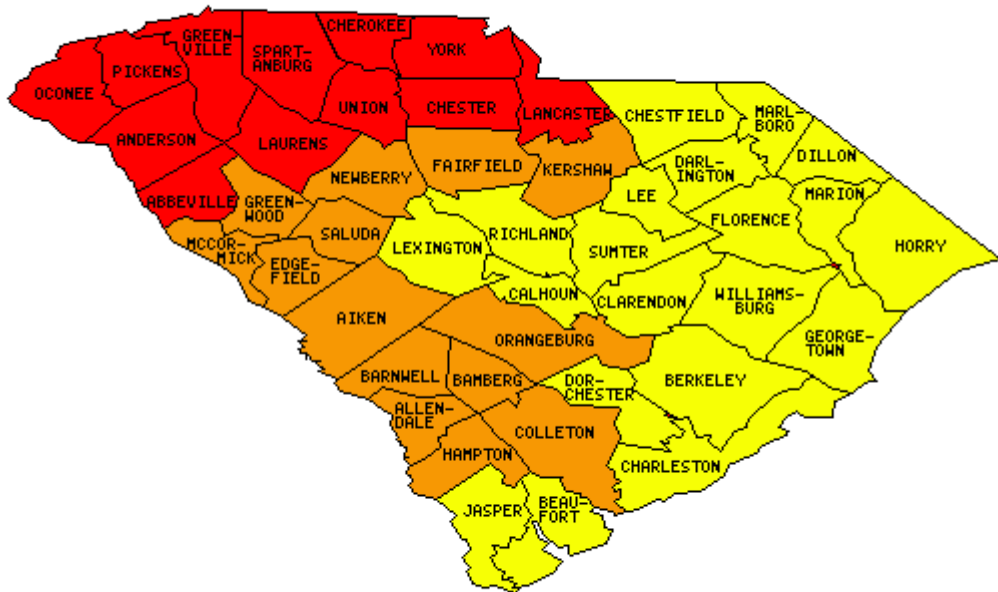 CHEROKEE
GREEN-
VILLE
SPART-
ANBURG
YORK
PICKENS
OCONEE
UNION
CHESTER
LANCASTER
CHESTFIELD
MARL-
BORO
ANDERSON
LAURENS
DILLON
FAIRFIELD
KERSHAW
DARL-
INGTON
NEWBERRY
LEE
MARION
ABBEVILLE
GREEN-
WOOD
FLORENCE
SALUDA
RICHLAND
LEXINGTON
SUMTER
HORRY
MCCOR-
MICK
EDGE-
FIELD
CALHOUN
CLARENDON
WILLIAMS-
BURG
AIKEN
ORANGEBURG
GEORGE-
TOWN
BARNWELL
BAMBERG
DOR-
CHESTER
BERKELEY
ALLEN-
DALE
COLLETON
HAMPTON
CHARLESTON
JASPER
BEAU-
FORT